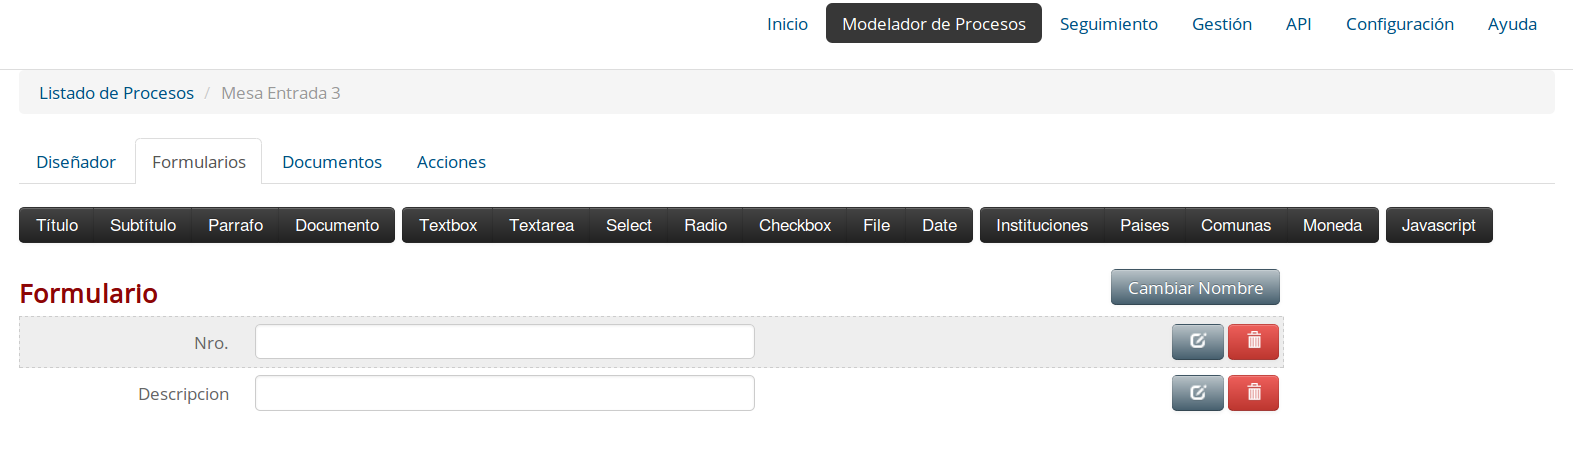 Inicio Modelador de Procesos Seguimiento Gestión API Configuración Ayuda
Listado de Procesos / Mesa Entrada 3
Diseñador Formularios Documentos Acciones
Título Subtítulo Parrafo Documento Textbox Textarea Select Radio Checkbox File Date Instituciones Paises Comunas Moneda Javascript
Formulario Cambiar Nombre
Nro.
Descripcion